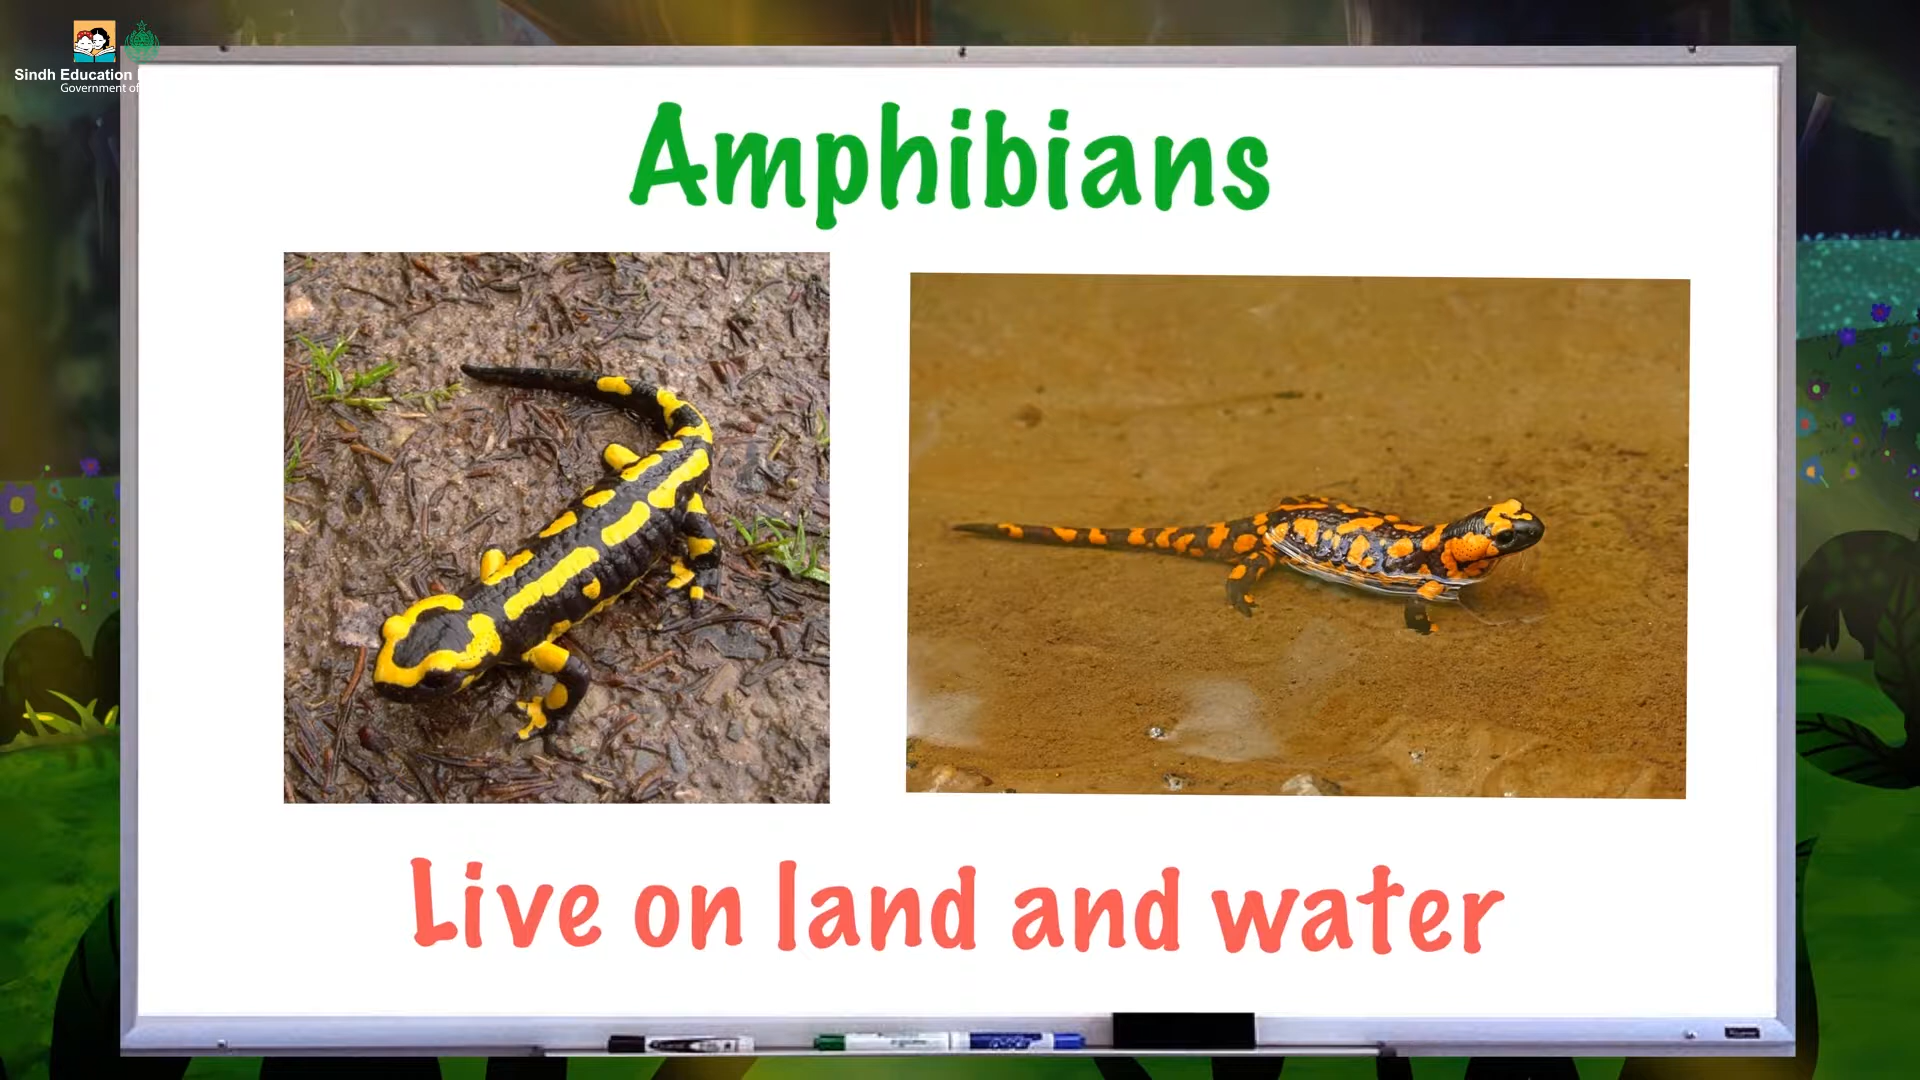 Sindh Education
Government of
Amphibians
Live on land and water